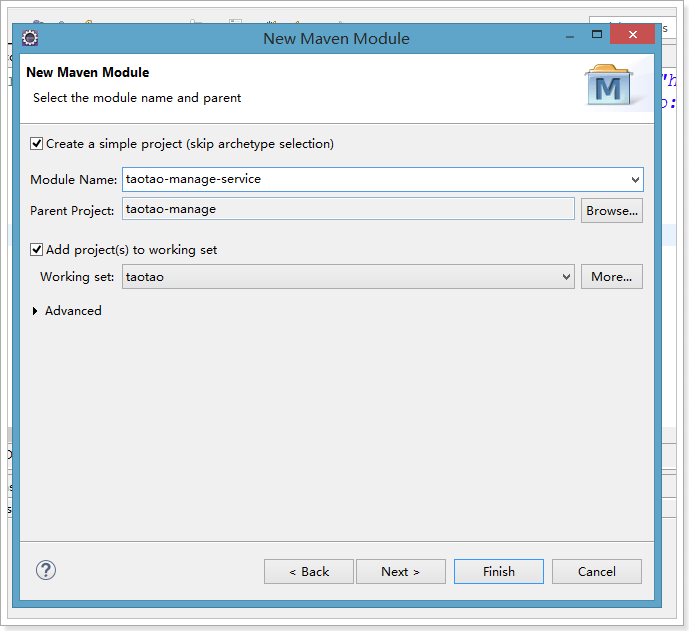 New Maven Module
New Maven Module
Select the module name and parent
M
Create a simple project (skip archetype selection)
Module Name: taotao-manage-service
Parent Project: taotao-manage Browse...
Add project(s) to working set
Working set: taotao More...
Advanced
? < Back Next > Finish Cancel